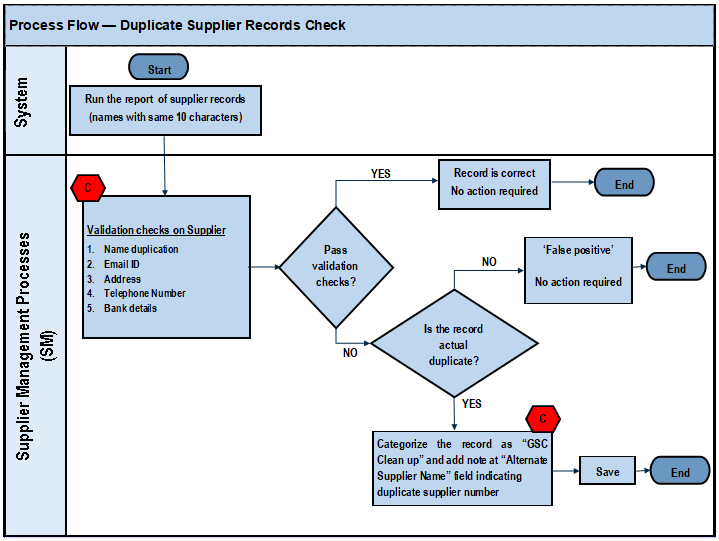 Process Flow — Duplicate Supplier Records Check
System
Start
Run the report of supplier records
(names with same 10 characters)
Supplier Management Processes
(SM)
C
Validation checks on Supplier
1. Name duplication
2. Email ID
3. Address
4. Telephone Number
5. Bank details
Pass
validation
checks?
YES
Record is correct
No action required
End
NO
Is the record
actual
duplicate?
NO
‘False positive’
No action required
End
YES
C
Categorize the record as “GSC
Clean up” and add note at “Alternate
Supplier Name” field indicating
duplicate supplier number
Save
End